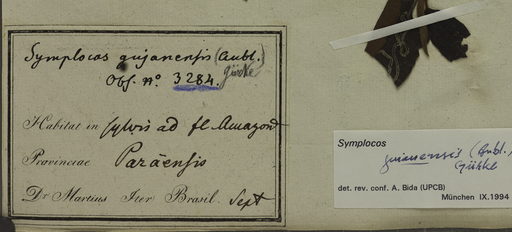 Symplocos guianensis (Aubl.)
Gürke
Obs. No. 3284.
Habitat in sylvis ad fl. Amazon
Provinciae Paraënsis
Dr Martius Iter Brasil. Sept
Symplocos
guianensis (Aubl.)
Gürke
det. rev. conf. A. Bida (UPCB)
München IX.1994